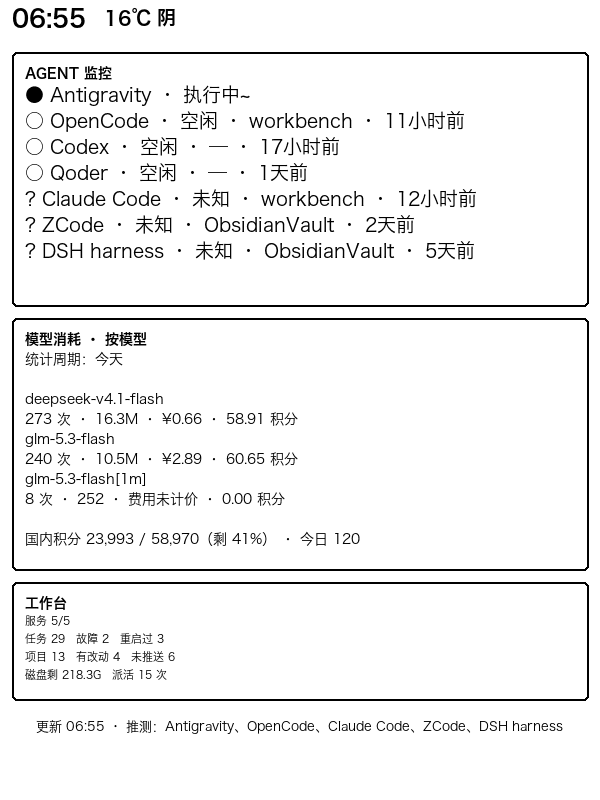 06:55 16℃ 阴
AGENT 监控
● Antigravity · 执行中~
○ OpenCode · 空闲 · workbench · 11小时前
○ Codex · 空闲 · — · 17小时前
○ Qoder · 空闲 · — · 1天前
? Claude Code · 未知 · workbench · 12小时前
? ZCode · 未知 · ObsidianVault · 2天前
? DSH harness · 未知 · ObsidianVault · 5天前
模型消耗 · 按模型
统计周期：今天
deepseek-v4.1-flash
273 次 · 16.3M · ¥0.66 · 58.91 积分
glm-5.3-flash
240 次 · 10.5M · ¥2.89 · 60.65 积分
glm-5.3-flash[1m]
8 次 · 252 · 费用未计价 · 0.00 积分
国内积分 23,993 / 58,970（剩 41%） · 今日 120
工作台
服务 5/5
任务 29 故障 2 重启过 3
项目 13 有改动 4 未推送 6
磁盘剩 218.3G 派活 15 次
更新 06:55 · 推测：Antigravity、OpenCode、Claude Code、ZCode、DSH harness